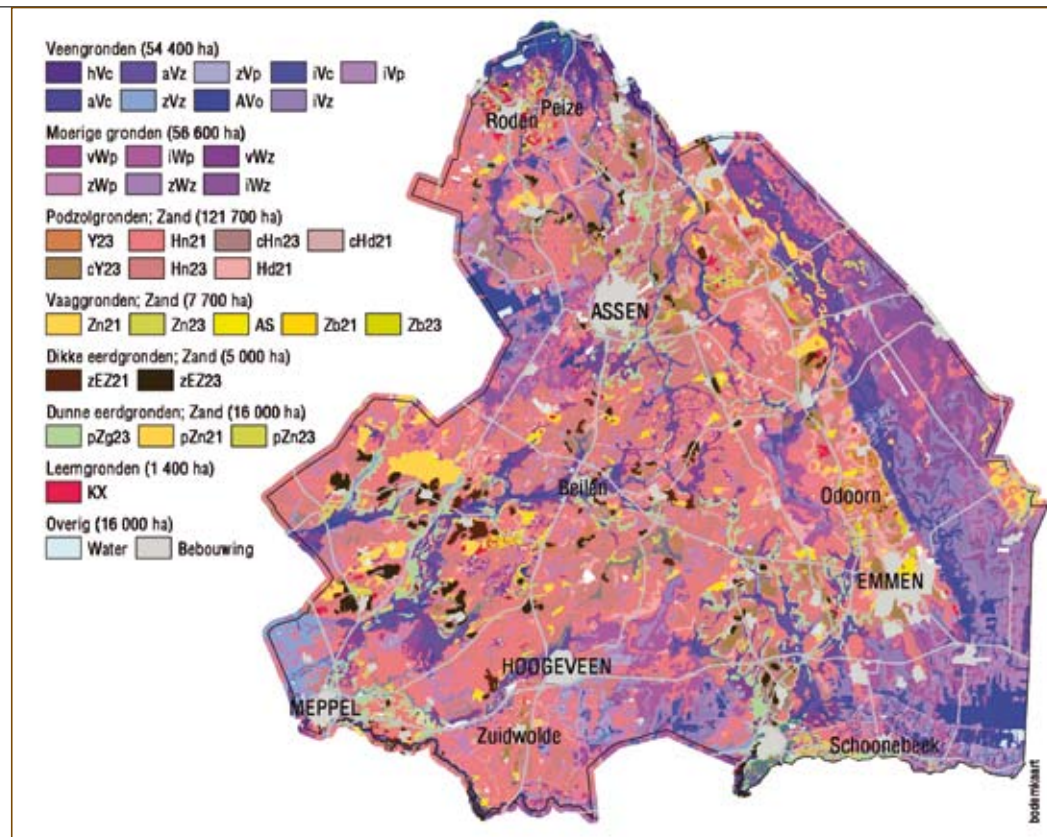 Veengronden (54 400 ha)
hVc aVz zVp iVc iVp
aVc zVz AVo iVz
Moerige gronden (56 600 ha)
vWp iWp vWz
zWp zWz iWz
Podzolgronden; Zand (121 700 ha)
Y23 Hn21 cHn23 cHd21
cY23 Hn23 Hd21
Vaaggronden; Zand (7 700 ha)
Zn21 Zn23 AS Zb21 Zb23
Dikke eerdgronden; Zand (5 000 ha)
zEZ21 zEZ23
Dunne eerdgronden; Zand (16 000 ha)
pZg23 pZn21 pZn23
Leemgronden (1 400 ha)
KX
Overig (16 000 ha)
Water Bebouwing
Peize
Roden
ASSEN
Beilen
Odoorn
EMMEN
HOOGEVEEN
MEPPEL
Zuidwolde
Schoonebeek
bodemkaart